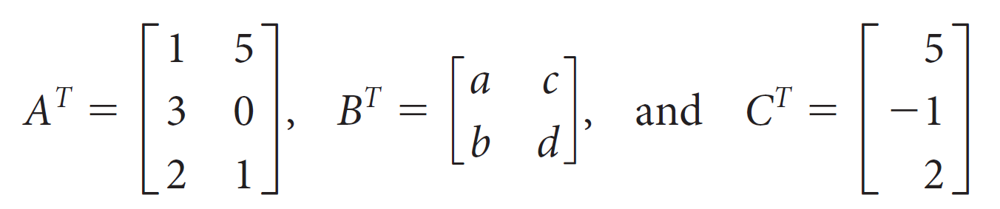 A^T = [1 5; 3 0; 2 1], B^T = [a c; b d], and C^T = [5; -1; 2]